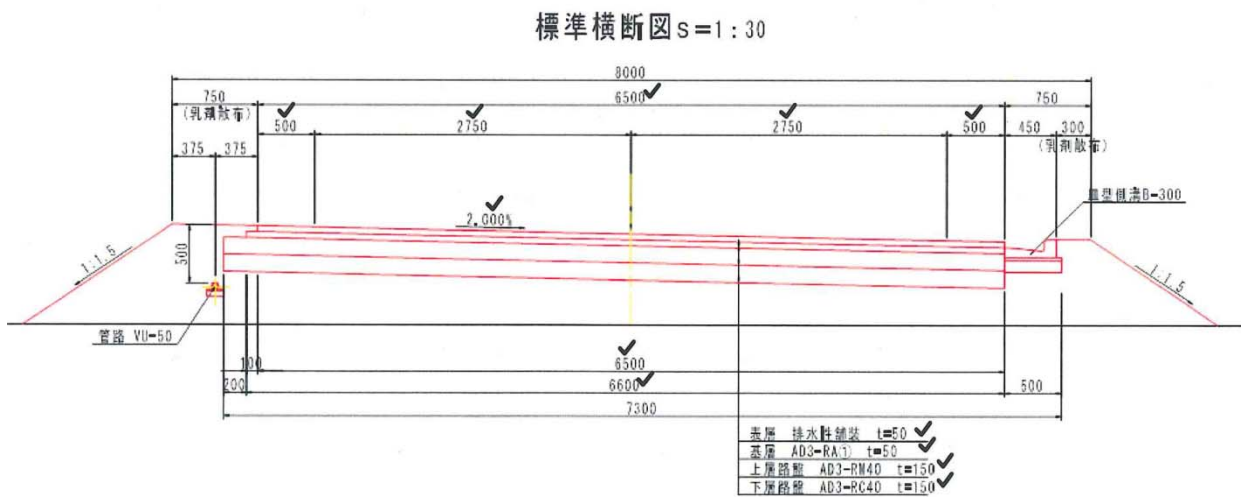 標準横断図 S=1:30
8000
750 6500 750
(乳剤散布)
500 2750 2750 500 450 300
(乳剤散布)
375 375
皿型側溝B-300
2.000%
1:1.5
500
1:1.5
管路 VU-50
100 6500
200 6600 500
7300
表層 排水性舗装 t=50
基層 AD3-RA① t=50
上層路盤 AD3-RM40 t=150
下層路盤 AD3-RC40 t=150